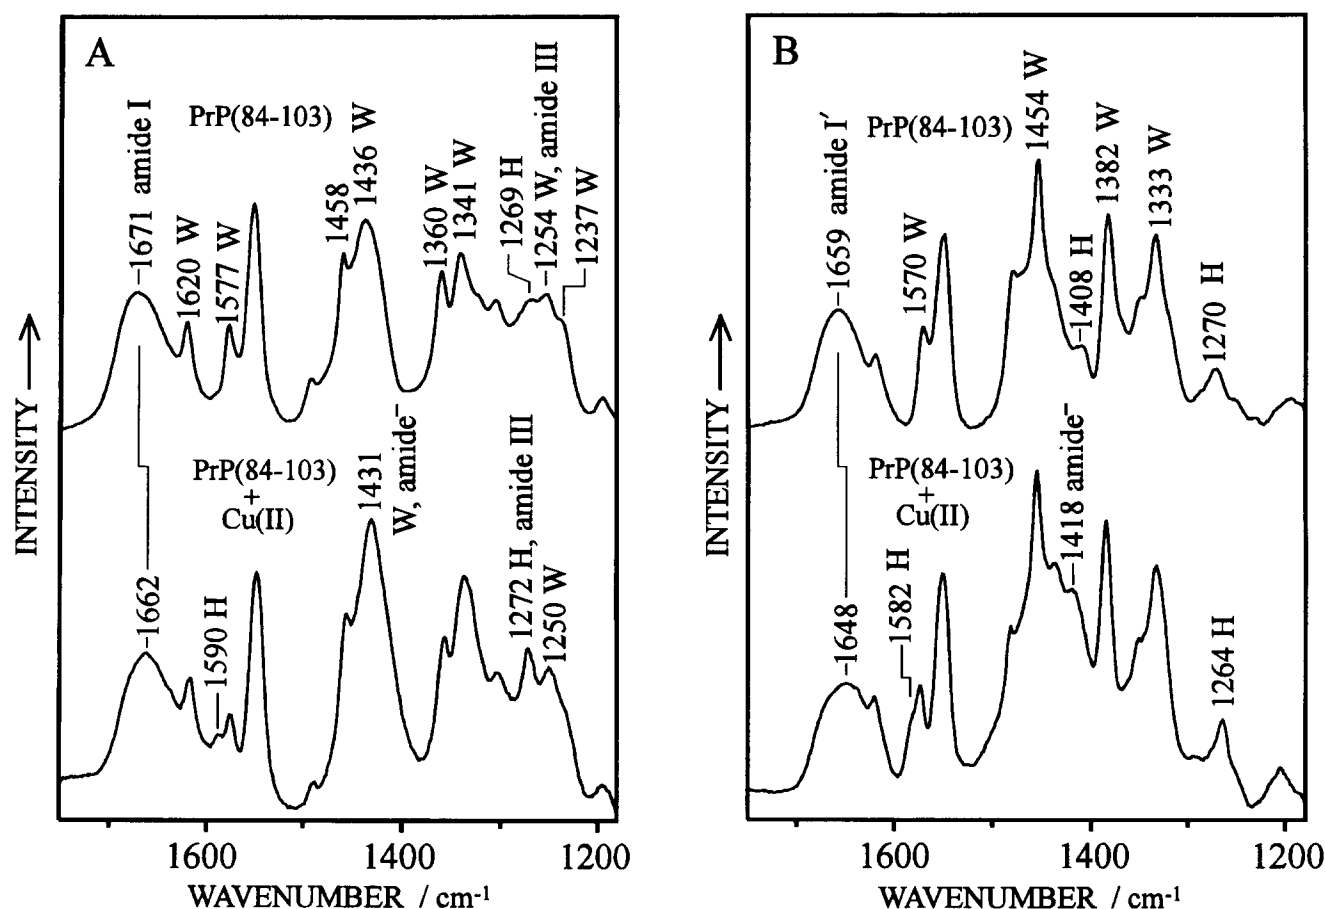 A
PrP(84-103)
1671 amide I
1620 W
1577 W
1458
1436 W
1360 W
1341 W
1269 H
1254 W, amide III
1237 W
PrP(84-103)
+
Cu(II)
1662
1590 H
1431
W, amide⁻
1272 H, amide III
1250 W
INTENSITY →
1600 1400 1200
WAVENUMBER / cm⁻¹
B
PrP(84-103)
1659 amide I′
1570 W
1454 W
1408 H
1382 W
1333 W
1270 H
PrP(84-103)
+
Cu(II)
1648
1582 H
1418 amide⁻
1264 H
INTENSITY →
1600 1400 1200
WAVENUMBER / cm⁻¹